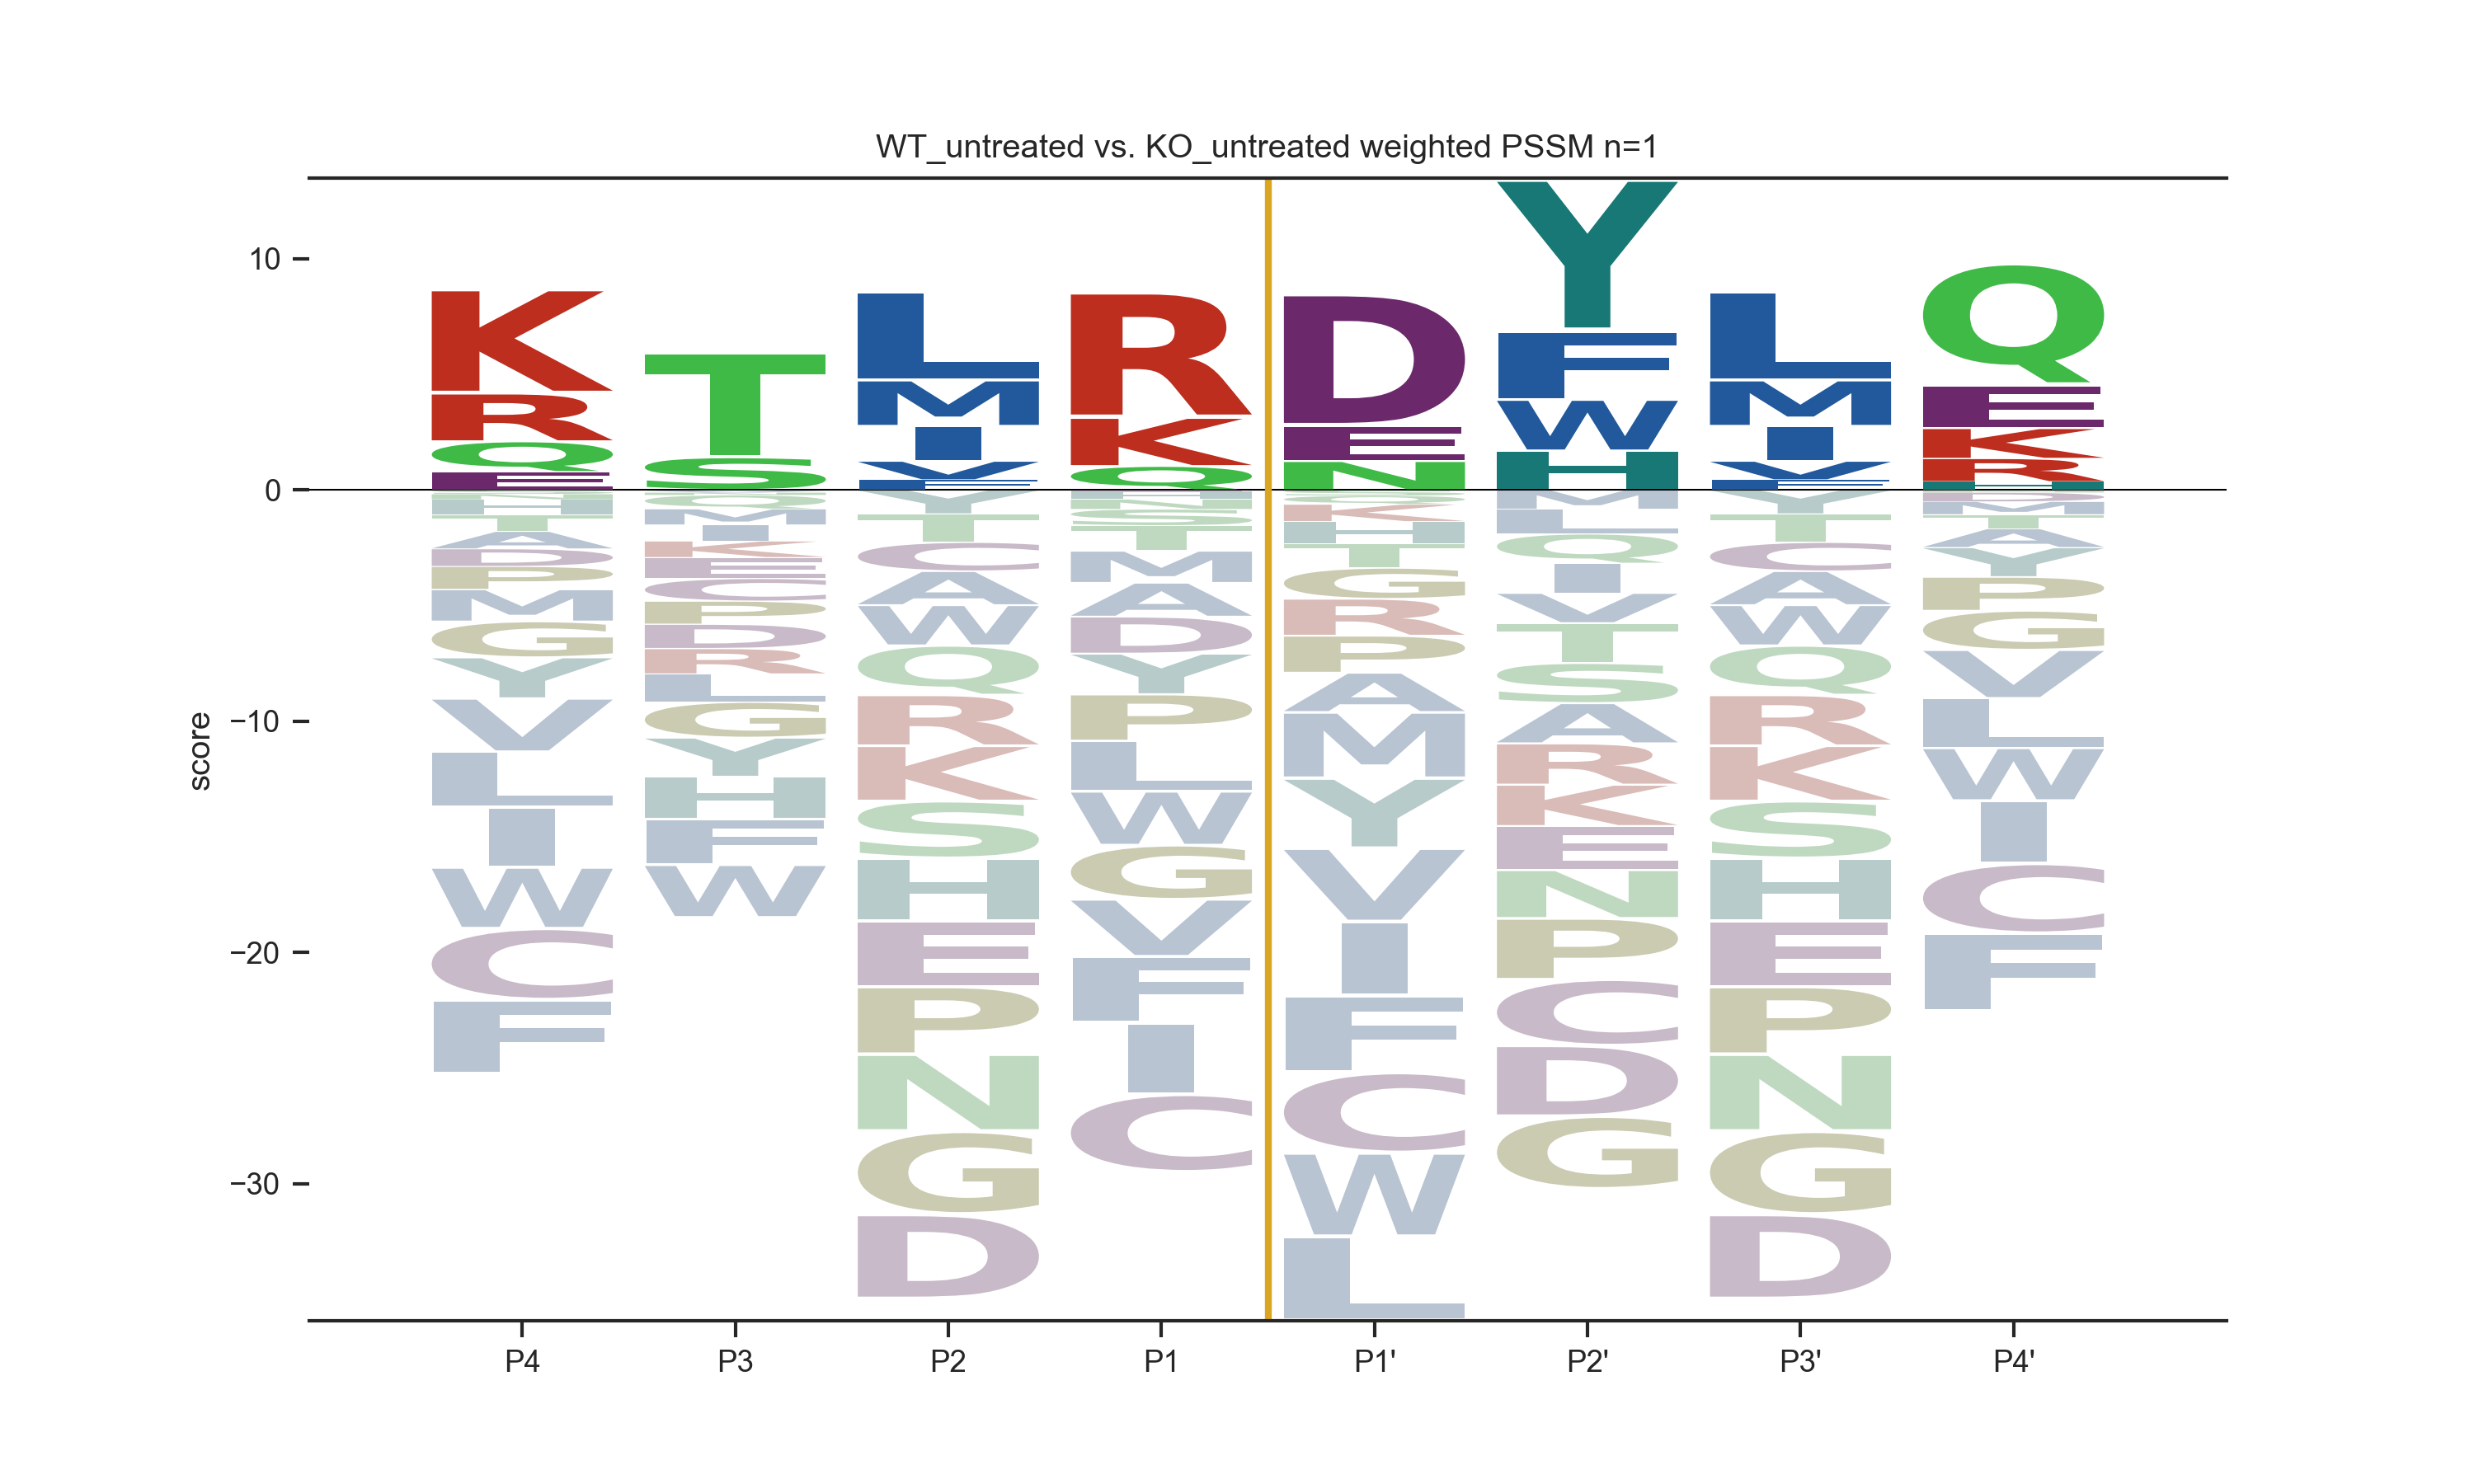 WT_untreated vs. KO_untreated weighted PSSM n=1
score
10
0
−10
−20
−30
K R Q E H T A D P M G Y V L I W C F
T S M I K E C P D R L G Y H F W
L M I V F Y T C A W Q R K S H E P N G D
R K Q N S T M A D Y P L W G V F I C
D E N Q K H T G R P A M Y V I F C W L
Y F W H M L Q I V T S A R K E N P C D G
L M I V F Y T C A W Q R K S H E P N G D
Q E K R H D M T A Y P G V L W I C F
P4 P3 P2 P1 P1' P2' P3' P4'